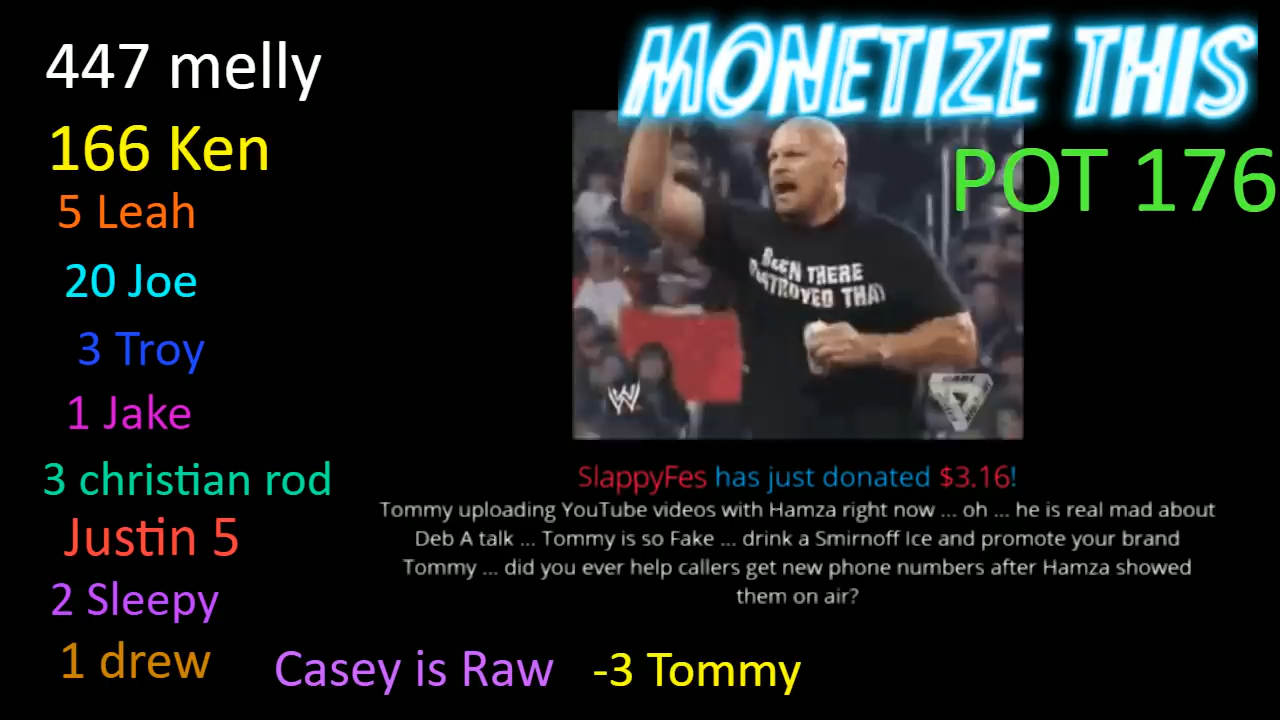 447 melly
MONETIZE THIS
166 Ken
POT 176
5 Leah
20 Joe
BEEN THERE
DESTROYED THAT
3 Troy
1 Jake
W
3 christian rod
SlappyFes has just donated $3.16!
Tommy uploading YouTube videos with Hamza right now ... oh ... he is real mad about
Deb A talk ... Tommy is so Fake ... drink a Smirnoff Ice and promote your brand
Tommy ... did you ever help callers get new phone numbers after Hamza showed
them on air?
Justin 5
2 Sleepy
1 drew
Casey is Raw
-3 Tommy